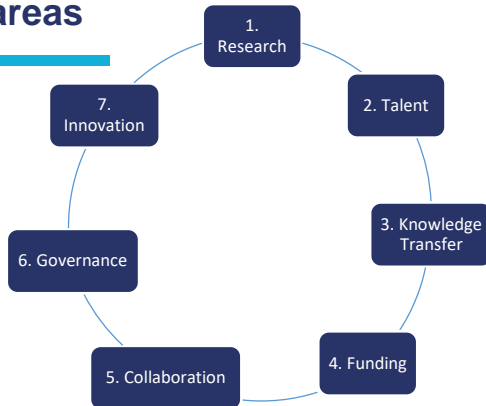 areas
1.
Research
2. Talent
3. Knowledge
Transfer
4. Funding
5. Collaboration
6. Governance
7.
Innovation